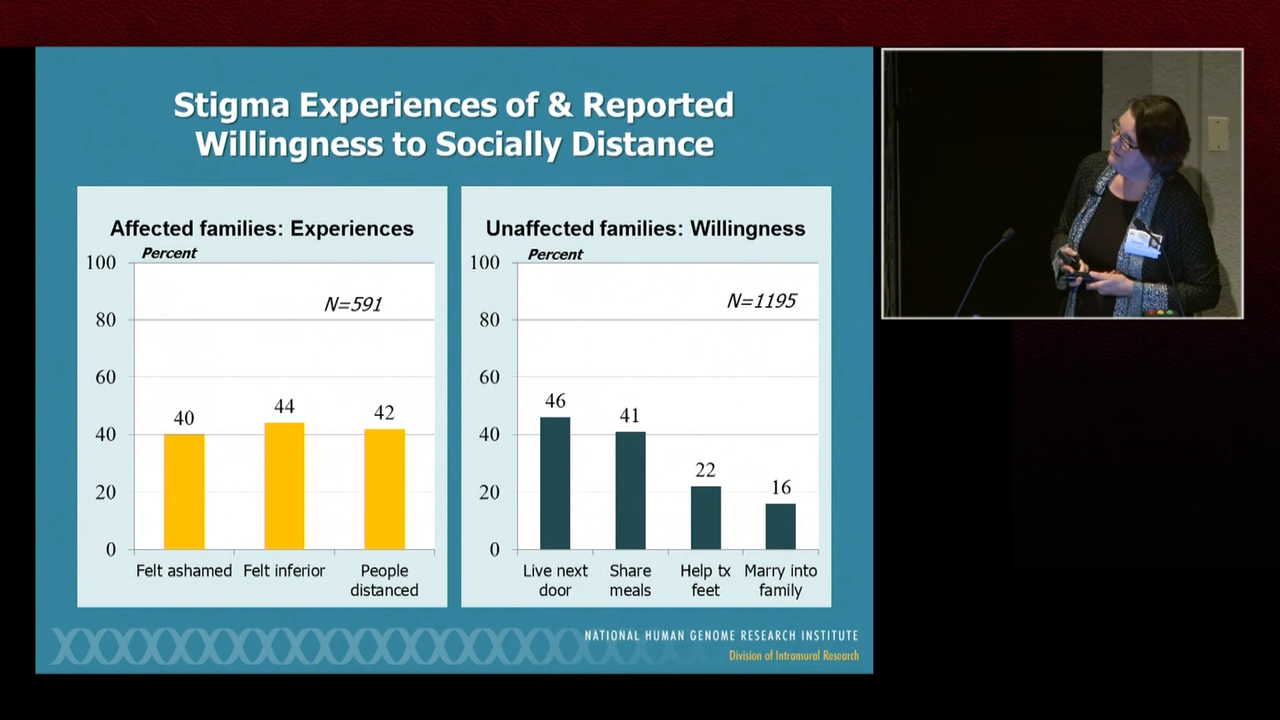 Stigma Experiences of & Reported
Willingness to Socially Distance
Affected families: Experiences
Percent
N=591
100
80
60
40
20
0
40
44
42
Felt ashamed
Felt inferior
People
distanced
Unaffected families: Willingness
Percent
N=1195
100
80
60
40
20
0
46
41
22
16
Live next
door
Share
meals
Help tx
feet
Marry into
family
NATIONAL HUMAN GENOME RESEARCH INSTITUTE
Division of Intramural Research